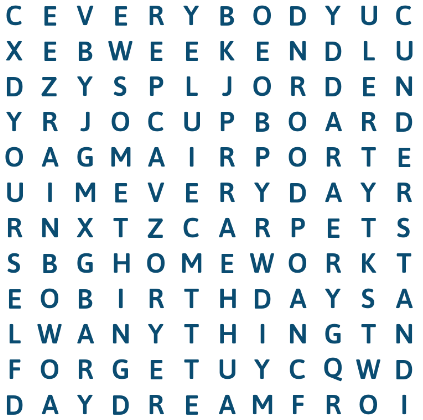 C E V E R Y B O D Y U C
X E B W E E K E N D L U
D Z Y S P L J O R D E N
Y R J O C U P B O A R D
O A G M A I R P O R T E
U I M E V E R Y D A Y R
R N X T Z C A R P E T S
S B G H O M E W O R K T
E O B I R T H D A Y S A
L W A N Y T H I N G T N
F O R G E T U Y C Q W D
D A Y D R E A M F R O I